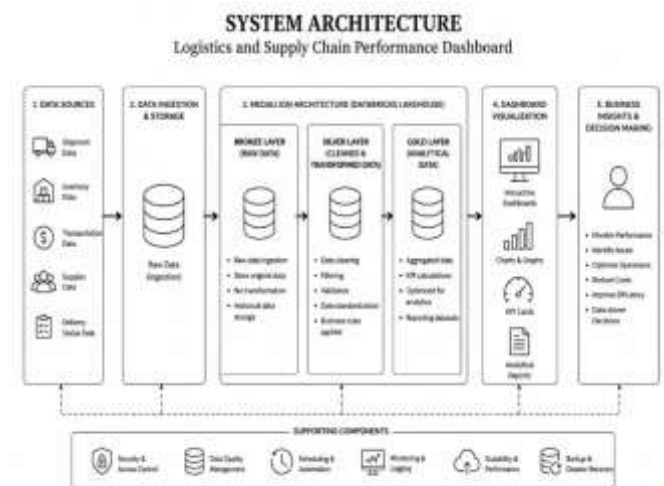 SYSTEM ARCHITECTURE
Logistics and Supply Chain Performance Dashboard
1. DATA SOURCES
Shipment
Data
Inventory
Data
Transportation
Data
Supplier
Data
Delivery
Status Data
2. DATA INGESTION
& STORAGE
Raw Data
(Ingestion)
3. MEDALLION ARCHITECTURE (DATABRICKS LAKEHOUSE)
BRONZE LAYER
(RAW DATA)
• Raw data ingestion
• Store original data
• No transformation
• Historical data
storage
SILVER LAYER
(CLEANED &
TRANSFORMED DATA)
• Data cleaning
• Filtering
• Validation
• Data standardization
• Business rules
applied
GOLD LAYER
(ANALYTICAL
DATA)
• Aggregated data
• KPI calculations
• Optimized for
analytics
• Reporting datasets
4. DASHBOARD
VISUALIZATION
Interactive
Dashboards
Charts & Graphs
KPI Cards
Analytical
Reports
5. BUSINESS
INSIGHTS &
DECISION MAKING
• Monitor Performance
• Identify Issues
• Optimize Operations
• Reduce Costs
• Improve Efficiency
• Data-driven
Decisions
SUPPORTING COMPONENTS
Security &
Access Control
Data Quality
Management
Scheduling &
Automation
Monitoring &
Logging
Scalability &
Performance
Backup &
Disaster Recovery